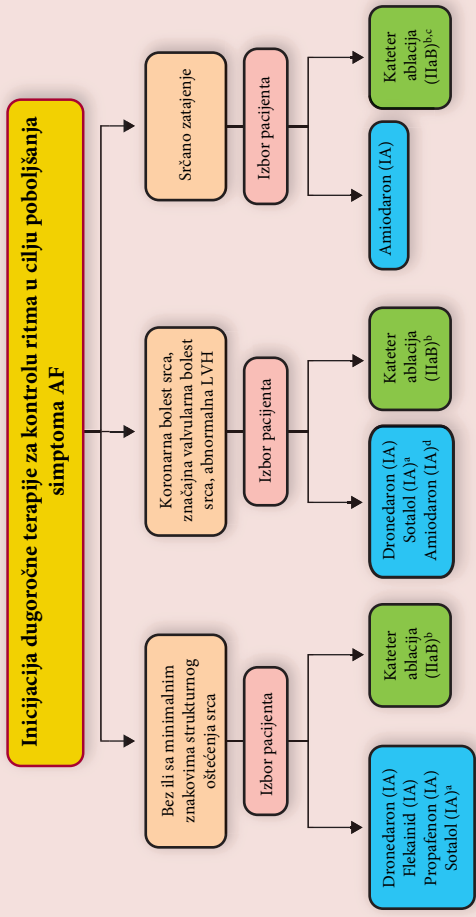 Inicijacija dugoročne terapije za kontrolu ritma u cilju poboljšanja
simptoma AF
Bez ili sa minimalnim
znakovima strukturnog
oštećenja srca
Izbor pacijenta
Dronedaron (IA)
Flekainid (IA)
Propafenon (IA)
Sotalol (IA)ᵃ
Kateter
ablacija
(IIaB)ᵇ
Koronarna bolest srca,
značajna valvularna bolest
srca, abnormalna LVH
Izbor pacijenta
Dronedaron (IA)
Sotalol (IA)ᵃ
Amiodaron (IA)ᵈ
Kateter
ablacija
(IIaB)ᵇ
Srčano zatajenje
Izbor pacijenta
Amiodaron (IA)
Kateter
ablacija
(IIaB)ᵇ·ᶜ